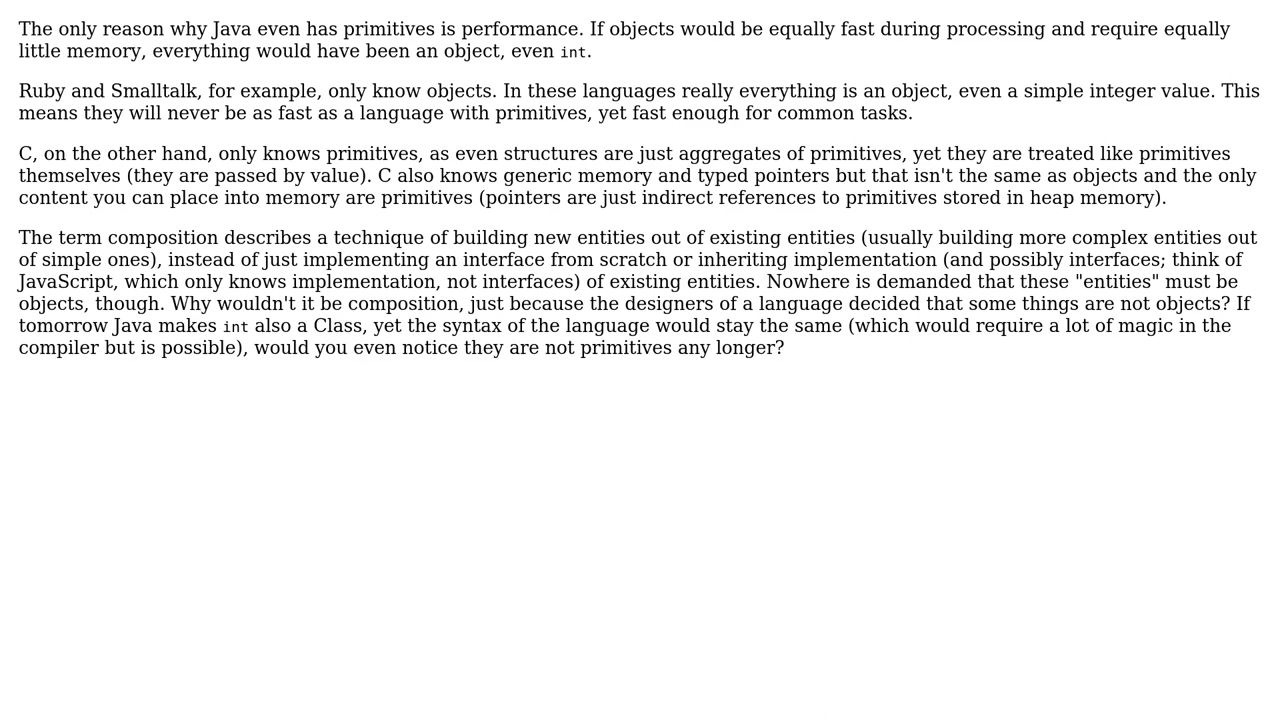 The only reason why Java even has primitives is performance. If objects would be equally fast during processing and require equally
little memory, everything would have been an object, even int.
Ruby and Smalltalk, for example, only know objects. In these languages really everything is an object, even a simple integer value. This
means they will never be as fast as a language with primitives, yet fast enough for common tasks.
C, on the other hand, only knows primitives, as even structures are just aggregates of primitives, yet they are treated like primitives
themselves (they are passed by value). C also knows generic memory and typed pointers but that isn't the same as objects and the only
content you can place into memory are primitives (pointers are just indirect references to primitives stored in heap memory).
The term composition describes a technique of building new entities out of existing entities (usually building more complex entities out
of simple ones), instead of just implementing an interface from scratch or inheriting implementation (and possibly interfaces; think of
JavaScript, which only knows implementation, not interfaces) of existing entities. Nowhere is demanded that these "entities" must be
objects, though. Why wouldn't it be composition, just because the designers of a language decided that some things are not objects? If
tomorrow Java makes int also a Class, yet the syntax of the language would stay the same (which would require a lot of magic in the
compiler but is possible), would you even notice they are not primitives any longer?